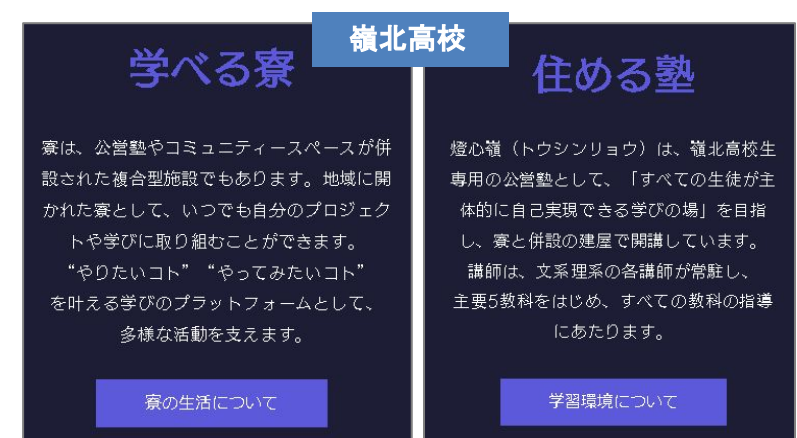 嶺北高校
学べる寮
寮は、公営塾やコミュニティースペースが併
設された複合型施設でもあります。地域に開
かれた寮として、いつでも自分のプロジェク
トや学びに取り組むことができます。
“やりたいコト”“やってみたいコト”
を叶える学びのプラットフォームとして、
多様な活動を支えます。
寮の生活について
住める塾
燈心嶺（トウシンリョウ）は、嶺北高校生
専用の公営塾として、「すべての生徒が主
体的に自己実現できる学びの場」を目指
し、寮と併設の建屋で開講しています。
講師は、文系理系の各講師が常駐し、
主要5教科をはじめ、すべての教科の指導
にあたります。
学習環境について